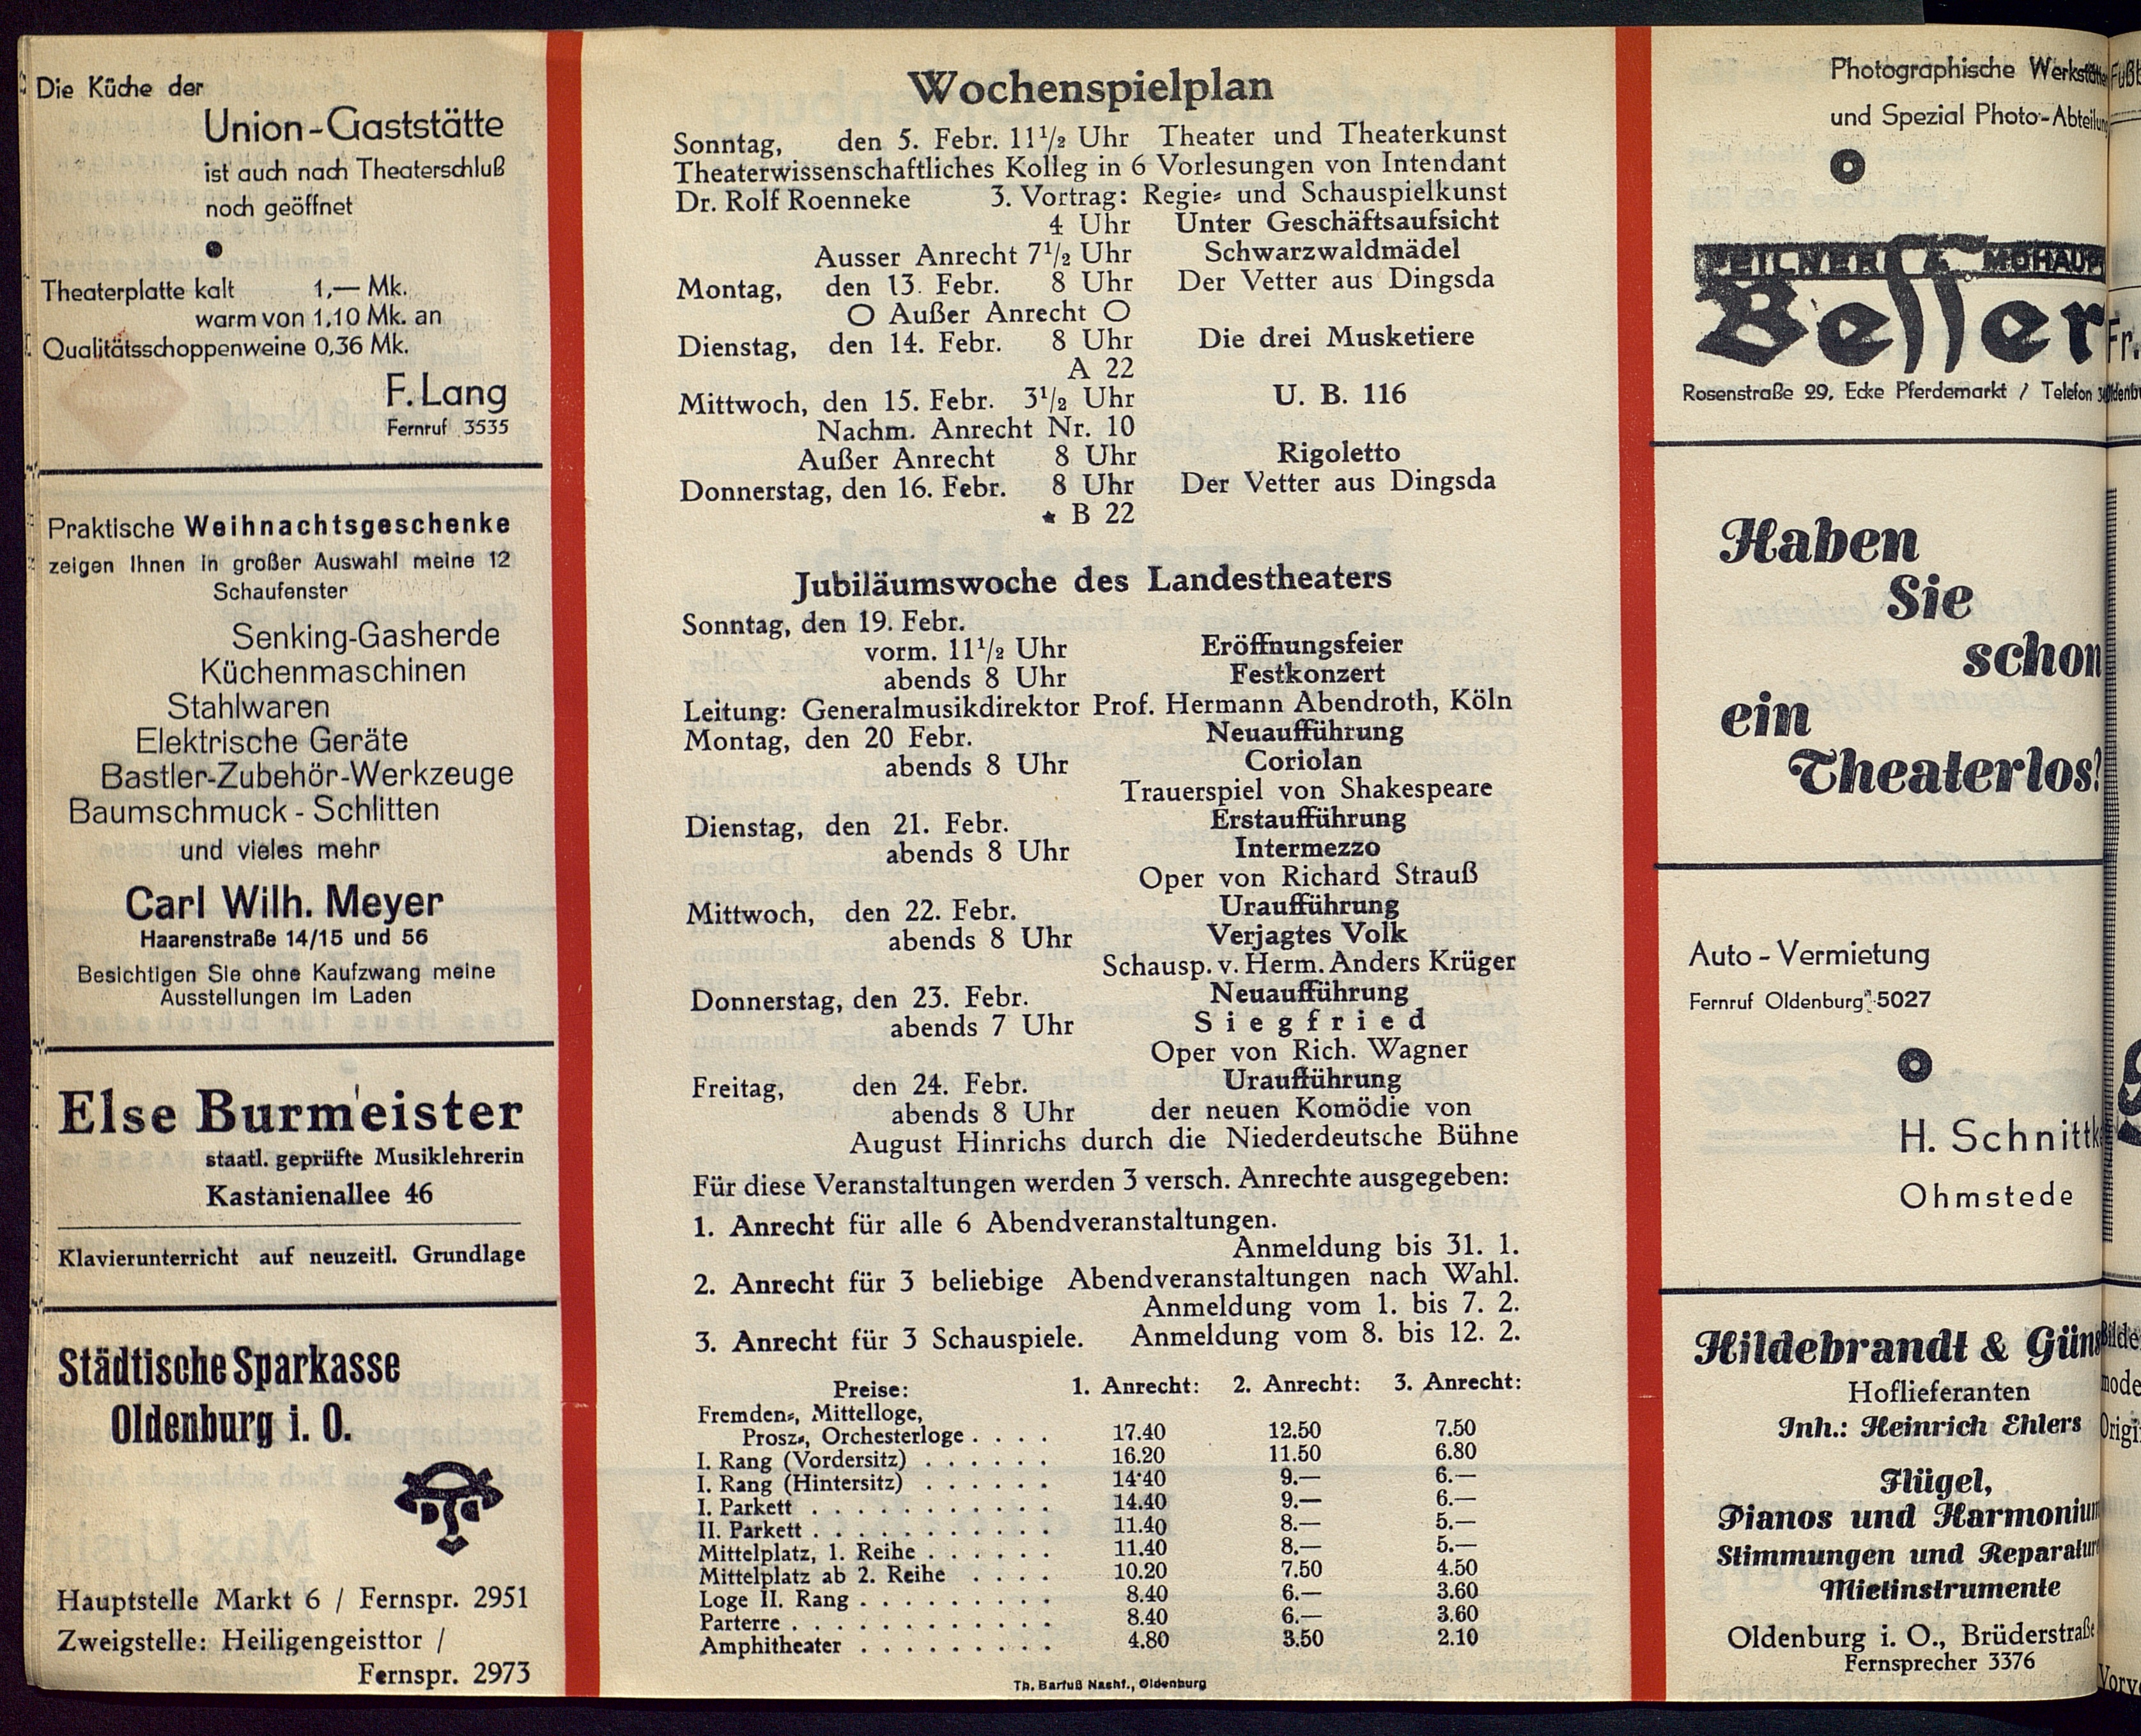 Die Küche der
Union-Gaststätte
ist auch nach Theaterschluß
noch geöffnet
Theaterplatte kalt 1,— Mk.
warm von 1,10 Mk. an
Qualitätsschoppenweine 0,36 Mk.
F. Lang
Fernruf 3535
Praktische Weihnachtsgeschenke
zeigen Ihnen in großer Auswahl meine 12
Schaufenster
Senking-Gasherde
Küchenmaschinen
Stahlwaren
Elektrische Geräte
Bastler-Zubehör-Werkzeuge
Baumschmuck - Schlitten
und vieles mehr
Carl Wilh. Meyer
Haarenstraße 14/15 und 56
Besichtigen Sie ohne Kaufzwang meine
Ausstellungen im Laden
Else Burmeister
staatl. geprüfte Musiklehrerin
Kastanienallee 46
Klavierunterricht auf neuzeitl. Grundlage
Städtische Sparkasse
Oldenburg i. O.
Hauptstelle Markt 6 / Fernspr. 2951
Zweigstelle: Heiligengeisttor /
Fernspr. 2973
Wochenspielplan
Sonntag, den 5. Febr. 11½ Uhr Theater und Theaterkunst
Theaterwissenschaftliches Kolleg in 6 Vorlesungen von Intendant
Dr. Rolf Roenneke 3. Vortrag: Regie- und Schauspielkunst
4 Uhr Unter Geschäftsaufsicht
Ausser Anrecht 7½ Uhr Schwarzwaldmädel
Montag, den 13. Febr. 8 Uhr Der Vetter aus Dingsda
O Außer Anrecht O
Dienstag, den 14. Febr. 8 Uhr Die drei Musketiere
A 22
Mittwoch, den 15. Febr. 3½ Uhr U. B. 116
Nachm. Anrecht Nr. 10
Außer Anrecht 8 Uhr Rigoletto
Donnerstag, den 16. Febr. 8 Uhr Der Vetter aus Dingsda
★ B 22
Jubiläumswoche des Landestheaters
Sonntag, den 19. Febr.
vorm. 11½ Uhr Eröffnungsfeier
abends 8 Uhr Festkonzert
Leitung: Generalmusikdirektor Prof. Hermann Abendroth, Köln
Montag, den 20 Febr. Neuaufführung
abends 8 Uhr Coriolan
Trauerspiel von Shakespeare
Dienstag, den 21. Febr. Erstaufführung
abends 8 Uhr Intermezzo
Oper von Richard Strauß
Mittwoch, den 22. Febr. Uraufführung
abends 8 Uhr Verjagtes Volk
Schausp. v. Herm. Anders Krüger
Donnerstag, den 23. Febr. Neuaufführung
abends 7 Uhr Siegfried
Oper von Rich. Wagner
Freitag, den 24. Febr. Uraufführung
abends 8 Uhr der neuen Komödie von
August Hinrichs durch die Niederdeutsche Bühne
Für diese Veranstaltungen werden 3 versch. Anrechte ausgegeben:
1. Anrecht für alle 6 Abendveranstaltungen.
Anmeldung bis 31. 1.
2. Anrecht für 3 beliebige Abendveranstaltungen nach Wahl.
Anmeldung vom 1. bis 7. 2.
3. Anrecht für 3 Schauspiele. Anmeldung vom 8. bis 12. 2.
Preise: 1. Anrecht: 2. Anrecht: 3. Anrecht:
Fremden-, Mittelloge,
Prosz-, Orchesterloge . . . . 17.40 12.50 7.50
I. Rang (Vordersitz) . . . . . . 16.20 11.50 6.80
I. Rang (Hintersitz) . . . . . . 14·40 9.— 6.—
I. Parkett . . . . . . . . . . . 14.40 9.— 6.—
II. Parkett . . . . . . . . . . . 11.40 8.— 5.—
Mittelplatz, 1. Reihe . . . . . . 11.40 8.— 5.—
Mittelplatz ab 2. Reihe . . . . 10.20 7.50 4.50
Loge II. Rang . . . . . . . . . 8.40 6.— 3.60
Parterre . . . . . . . . . . . . 8.40 6.— 3.60
Amphitheater . . . . . . . . . 4.80 3.50 2.10
Th. Barfuß Nachf., Oldenburg
Photographische
und Spezial Photo-
&
Rosenstraße 29, Ecke Pferdemarkt / Telefon
Haben
Sie
schon
ein
Theaterlos?
Auto - Vermietung
Fernruf Oldenburg 5027
H.
Ohmstede
Hildebrandt &
Hoflieferanten
Inh.: Heinrich Ehlers
Flügel,
Pianos und
Stimmungen und
Mietinstrumente
Oldenburg i. O., Brüderstraße
Fernsprecher 3376